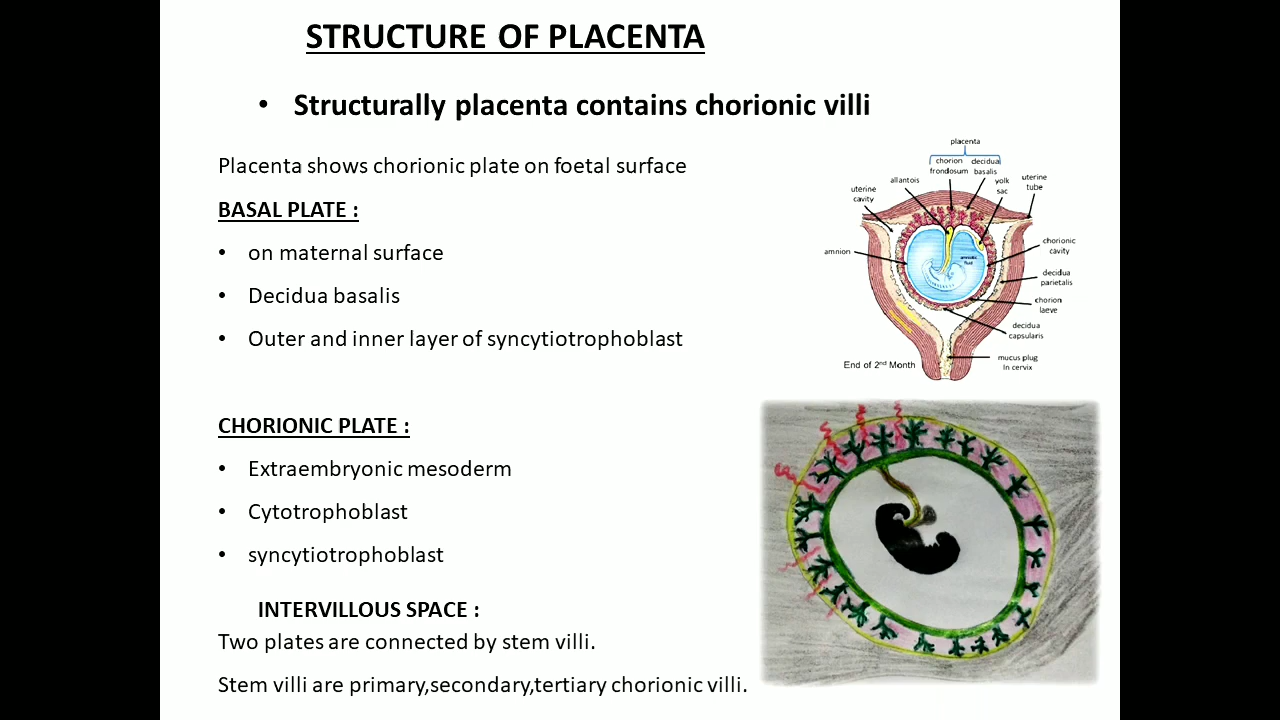 STRUCTURE OF PLACENTA
• Structurally placenta contains chorionic villi
Placenta shows chorionic plate on foetal surface
BASAL PLATE :
• on maternal surface
• Decidua basalis
• Outer and inner layer of syncytiotrophoblast
CHORIONIC PLATE :
• Extraembryonic mesoderm
• Cytotrophoblast
• syncytiotrophoblast
INTERVILLOUS SPACE :
Two plates are connected by stem villi.
Stem villi are primary,secondary,tertiary chorionic villi.
placenta
chorion
frondosum
decidua
basalis
allantois
yolk
sac
uterine
tube
uterine
cavity
amnion
amniotic
fluid
chorionic
cavity
decidua
parietalis
chorion
laeve
decidua
capsularis
mucus plug
In cervix
End of 2nd Month